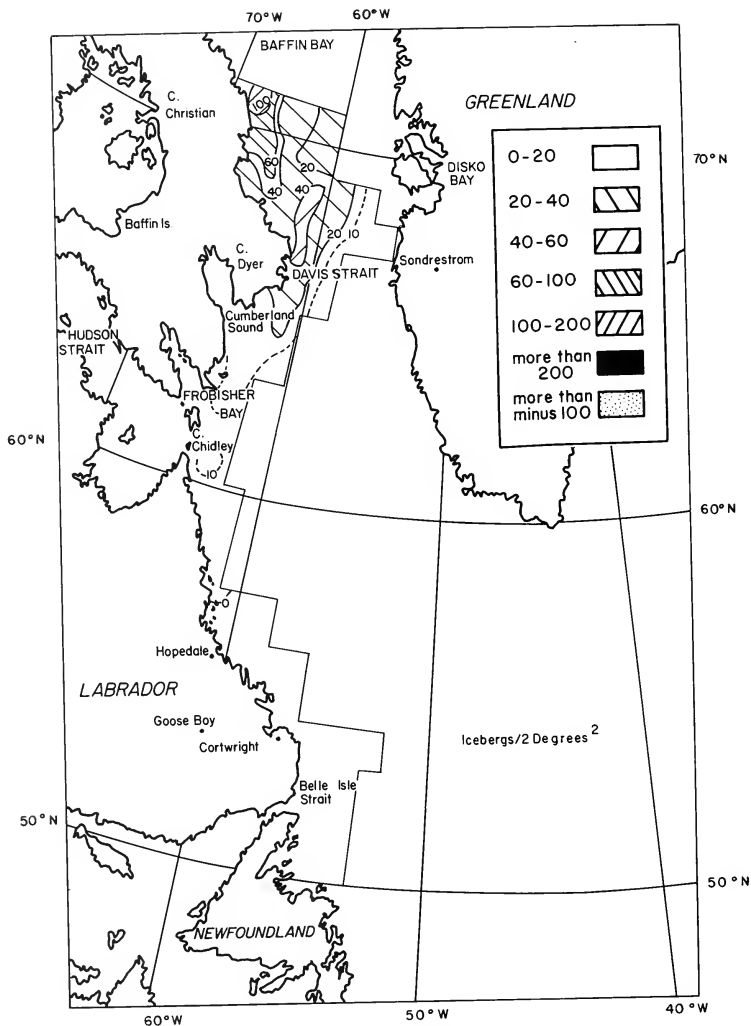 70°W
60°W
BAFFIN BAY
C.
Christian
GREENLAND
100
0-20
20-40
40-60
60-100
100-200
more than
200
more than
minus 100
70°N
DISKO
BAY
60
20
40
40
Baffin Is.
20
10
C.
Dyer
DAVIS STRAIT
Sondrestrom
Cumberland
Sound
HUDSON
STRAIT
FROBISHER
BAY
60°N
C.
Chidley
10
60°N
0
Hopedale
LABRADOR
Goose Boy
Cortwright
Icebergs/2 Degrees²
Belle Isle
Strait
50°N
50°N
NEWFOUNDLAND
60°W
50°W
40°W